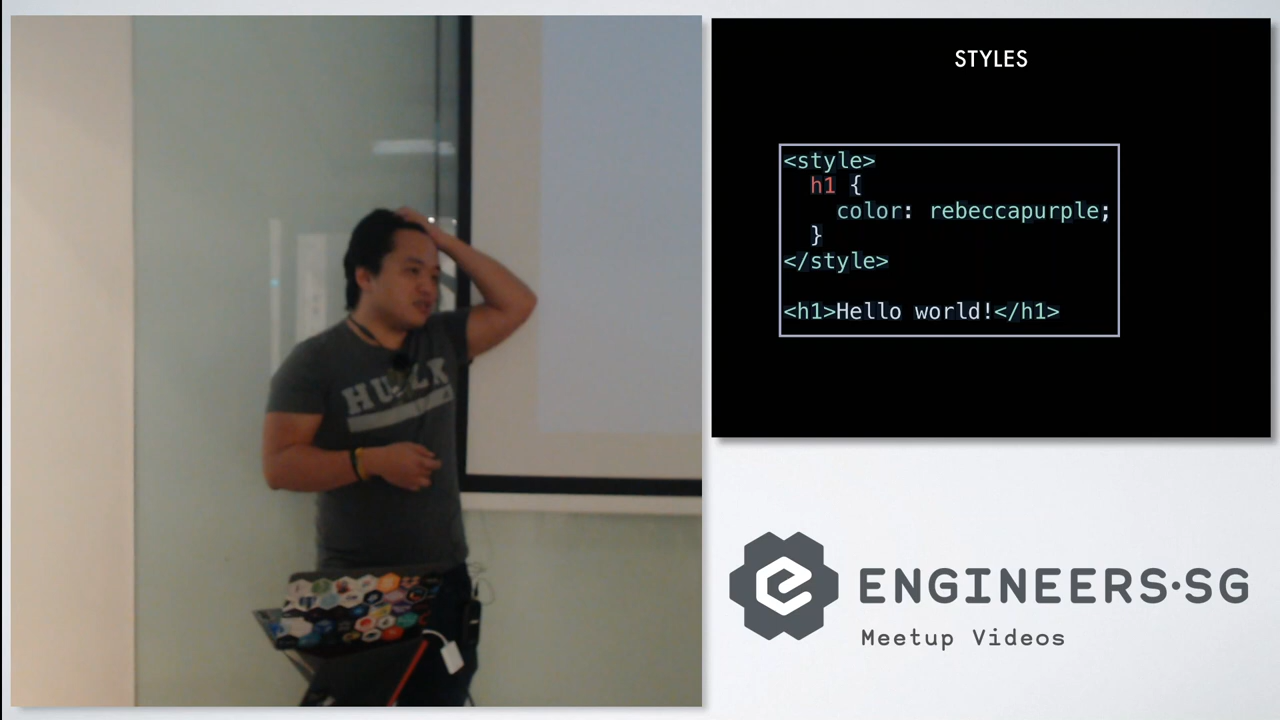 STYLES
<style>
h1 {
color: rebeccapurple;
}
</style>
<h1>Hello world!</h1>
HULK
ENGINEERS·SG
Meetup Videos